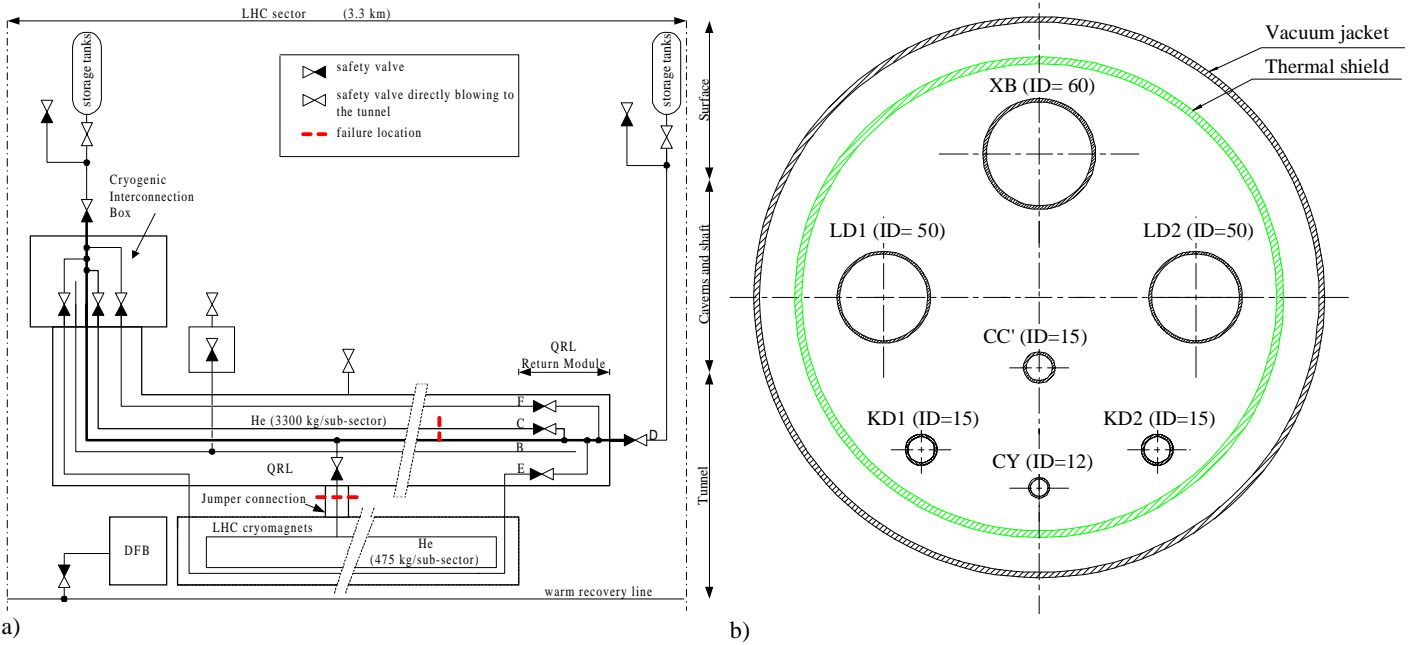 LHC sector (3.3 km)
storage tanks
storage tanks
safety valve
safety valve directly blowing to
the tunnel
failure location
Cryogenic
Interconnection
Box
QRL
Return Module
F
He (3300 kg/sub-sector)
C
D
B
QRL
E
Jumper connection
LHC cryomagnets
DFB
He
(475 kg/sub-sector)
warm recovery line
Surface
Caverns and shaft
Tunnel
a)
Vacuum jacket
Thermal shield
XB (ID= 60)
LD1 (ID= 50)
LD2 (ID=50)
CC' (ID=15)
KD1 (ID=15)
KD2 (ID=15)
CY (ID=12)
b)